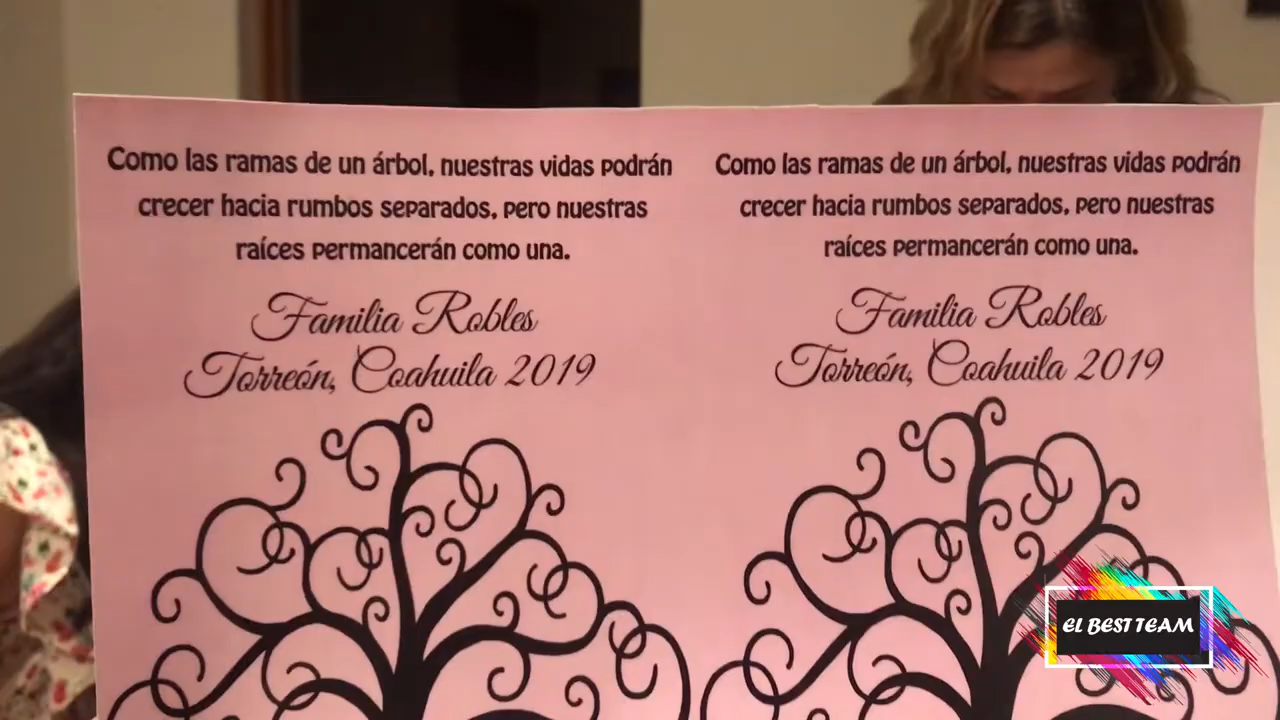 Como las ramas de un árbol, nuestras vidas podrán
crecer hacia rumbos separados, pero nuestras
raíces permancerán como una.
Familia Robles
Torreón, Coahuila 2019
Como las ramas de un árbol, nuestras vidas podrán
crecer hacia rumbos separados, pero nuestras
raíces permancerán como una.
Familia Robles
Torreón, Coahuila 2019
EL BEST TEAM